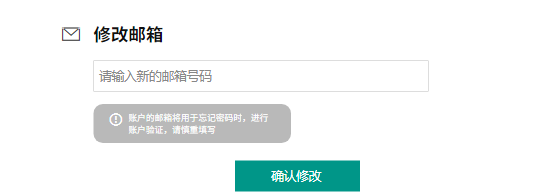 修改邮箱
请输入新的邮箱号码
账户的邮箱将用于忘记密码时，进行
账户验证，请慎重填写
确认修改